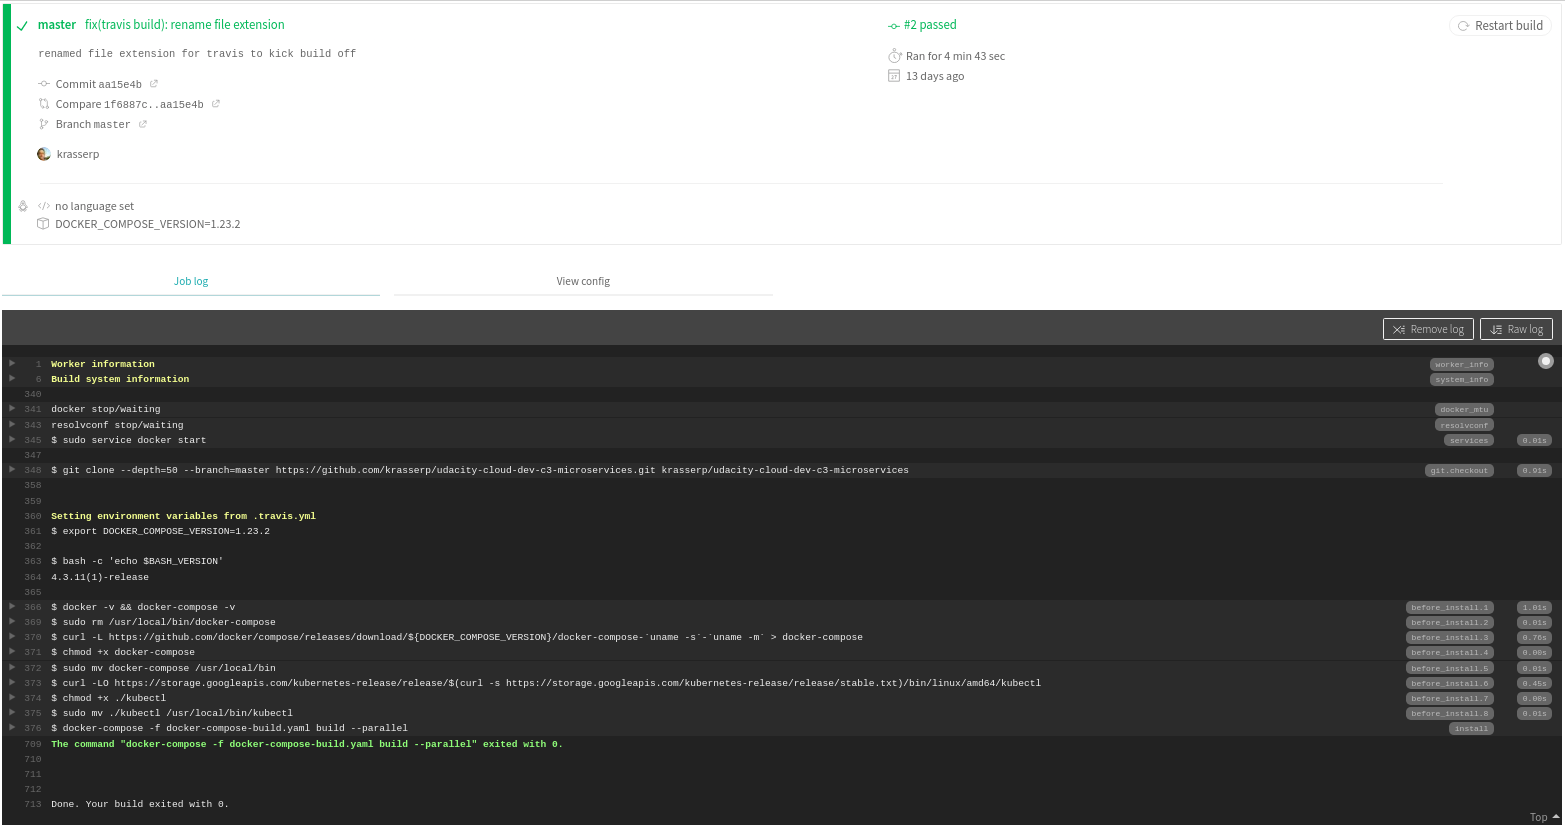 master fix(travis build): rename file extension
#2 passed
Restart build
renamed file extension for travis to kick build off
Ran for 4 min 43 sec
13 days ago
Commit aa15e4b
Compare 1f6887c..aa15e4b
Branch master
krasserp
</> no language set
DOCKER_COMPOSE_VERSION=1.23.2
Job log
View config
Remove log
Raw log
1 Worker information worker_info
6 Build system information system_info
340
341 docker stop/waiting docker_mtu
343 resolvconf stop/waiting resolvconf
345 $ sudo service docker start services 0.01s
347
348 $ git clone --depth=50 --branch=master https://github.com/krasserp/udacity-cloud-dev-c3-microservices.git krasserp/udacity-cloud-dev-c3-microservices git.checkout 0.91s
358
359
360 Setting environment variables from .travis.yml
361 $ export DOCKER_COMPOSE_VERSION=1.23.2
362
363 $ bash -c 'echo $BASH_VERSION'
364 4.3.11(1)-release
365
366 $ docker -v && docker-compose -v before_install.1 1.01s
369 $ sudo rm /usr/local/bin/docker-compose before_install.2 0.01s
370 $ curl -L https://github.com/docker/compose/releases/download/${DOCKER_COMPOSE_VERSION}/docker-compose-`uname -s`-`uname -m` > docker-compose before_install.3 0.76s
371 $ chmod +x docker-compose before_install.4 0.00s
372 $ sudo mv docker-compose /usr/local/bin before_install.5 0.01s
373 $ curl -LO https://storage.googleapis.com/kubernetes-release/release/$(curl -s https://storage.googleapis.com/kubernetes-release/release/stable.txt)/bin/linux/amd64/kubectl before_install.6 0.45s
374 $ chmod +x ./kubectl before_install.7 0.00s
375 $ sudo mv ./kubectl /usr/local/bin/kubectl before_install.8 0.01s
376 $ docker-compose -f docker-compose-build.yaml build --parallel install
709 The command "docker-compose -f docker-compose-build.yaml build --parallel" exited with 0.
710
711
712
713 Done. Your build exited with 0.
Top